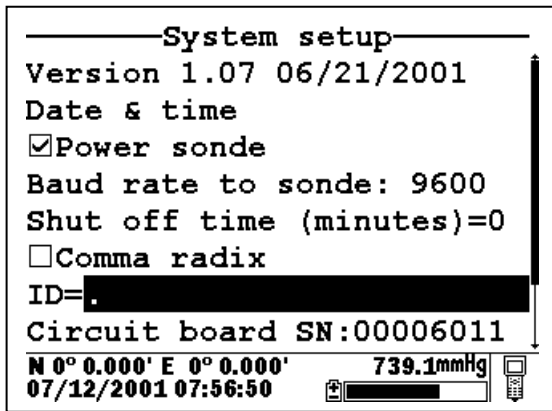 System setup
Version 1.07 06/21/2001
Date & time
☑Power sonde
Baud rate to sonde: 9600
Shut off time (minutes)=0
☐Comma radix
ID=.
Circuit board SN:00006011
N 0° 0.000' E 0° 0.000' 739.1mmHg
07/12/2001 07:56:50